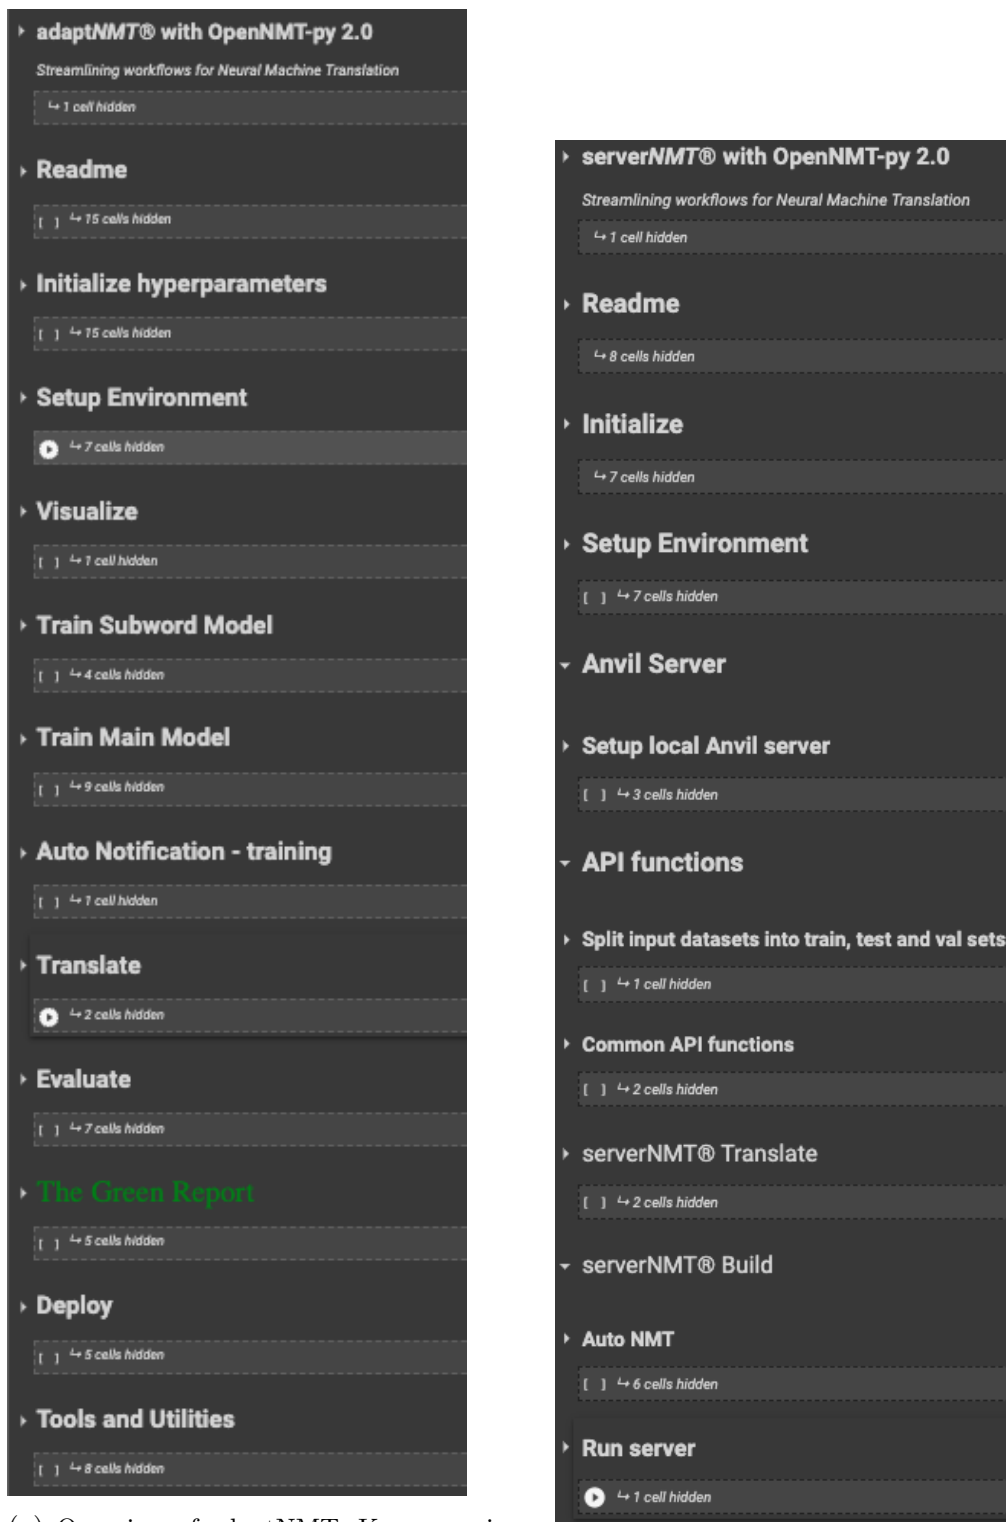 adaptNMT® with OpenNMT-py 2.0
Streamlining workflows for Neural Machine Translation
↳ 1 cell hidden
Readme
[ ] ↳ 15 cells hidden
Initialize hyperparameters
[ ] ↳ 15 cells hidden
Setup Environment
↳ 7 cells hidden
Visualize
[ ] ↳ 1 cell hidden
Train Subword Model
[ ] ↳ 4 cells hidden
Train Main Model
[ ] ↳ 9 cells hidden
Auto Notification - training
[ ] ↳ 1 cell hidden
Translate
↳ 2 cells hidden
Evaluate
[ ] ↳ 7 cells hidden
The Green Report
[ ] ↳ 5 cells hidden
Deploy
[ ] ↳ 5 cells hidden
Tools and Utilities
[ ] ↳ 8 cells hidden
serverNMT® with OpenNMT-py 2.0
Streamlining workflows for Neural Machine Translation
↳ 1 cell hidden
Readme
↳ 8 cells hidden
Initialize
↳ 7 cells hidden
Setup Environment
[ ] ↳ 7 cells hidden
Anvil Server
Setup local Anvil server
[ ] ↳ 3 cells hidden
API functions
Split input datasets into train, test and val sets
[ ] ↳ 1 cell hidden
Common API functions
[ ] ↳ 2 cells hidden
serverNMT® Translate
[ ] ↳ 2 cells hidden
serverNMT® Build
Auto NMT
[ ] ↳ 6 cells hidden
Run server
↳ 1 cell hidden